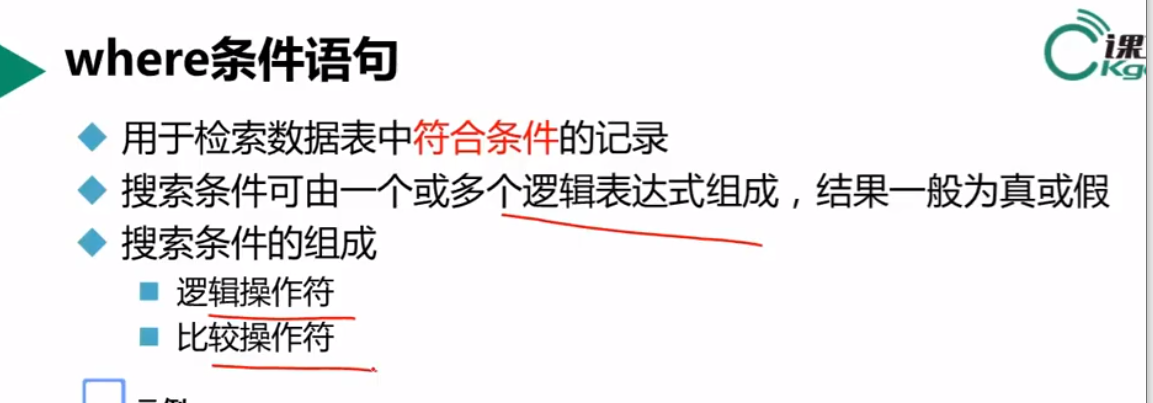 where条件语句
课
Kg
用于检索数据表中符合条件的记录
搜索条件可由一个或多个逻辑表达式组成，结果一般为真或假
搜索条件的组成
逻辑操作符
比较操作符